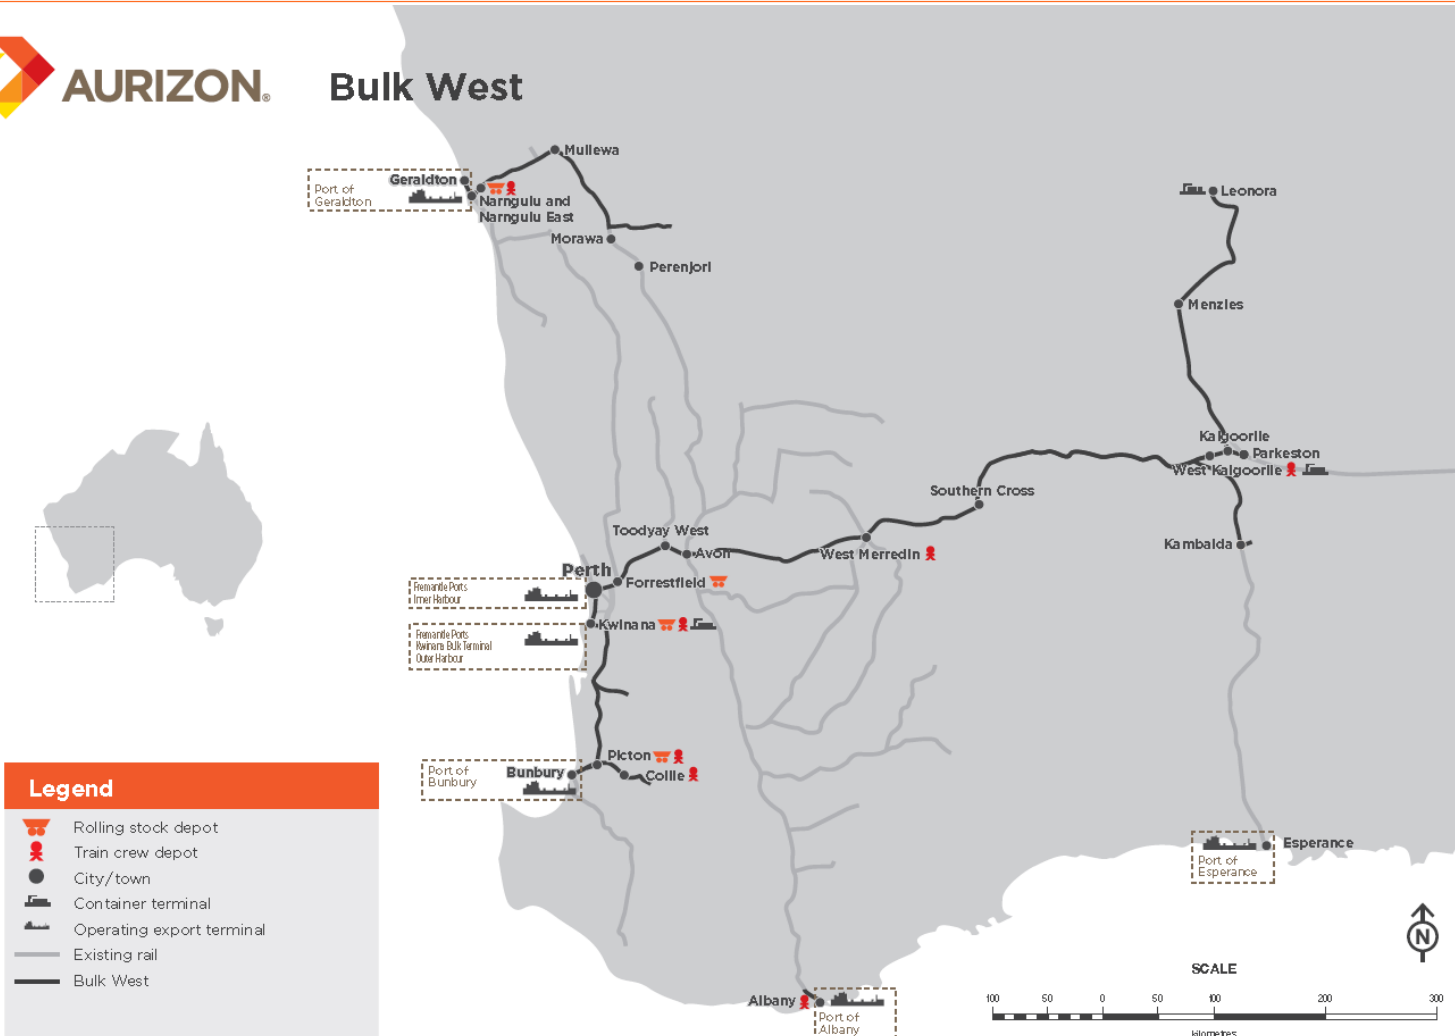 AURIZON®
Bulk West
Mullewa
Geraldton
Port of
Geraldton
Narngulu and
Narngulu East
Morawa
Perenjori
Leonora
Menzies
Kalgoorlie
Parkeston
West Kalgoorlie
Southern Cross
Toodyay West
Avon
West Merredin
Kambalda
Perth
Forrestfield
Fremantle Ports
Inner Harbour
Kwinana
Fremantle Ports
Kwinana Bulk Terminal
Outer Harbour
Picton
Port of
Bunbury
Bunbury
Collie
Esperance
Port of
Esperance
Albany
Port of
Albany
Legend
Rolling stock depot
Train crew depot
City/town
Container terminal
Operating export terminal
Existing rail
Bulk West
N
SCALE
100 50 0 50 100 200 300
kilometres